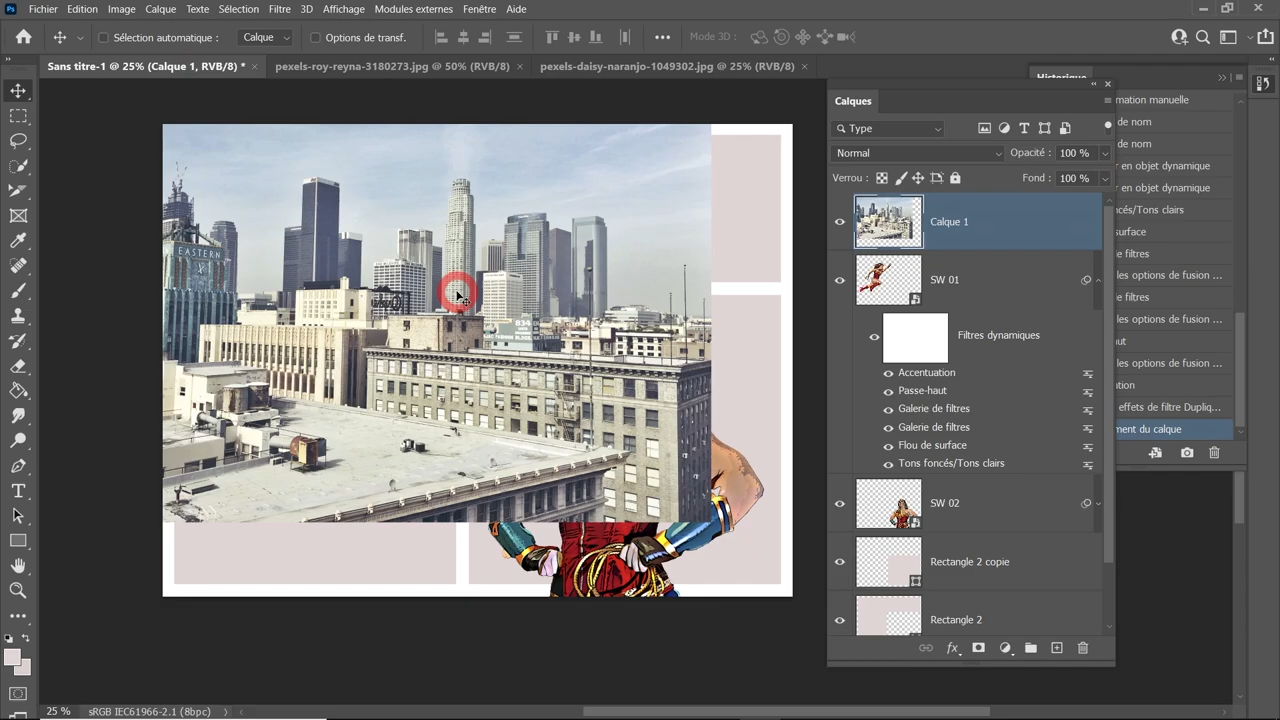 Ps Fichier Edition Image Calque Texte Sélection Filtre 3D Affichage Modules externes Fenêtre Aide
Sélection automatique : Calque Options de transf. Mode 3D :
Sans titre-1 @ 25% (Calque 1, RVB/8) * pexels-roy-reyna-3180273.jpg @ 50% (RVB/8) pexels-daisy-naranjo-1049302.jpg @ 25% (RVB/8)
Historique
Calques
mation manuelle
Type
de nom
de nom
Normal Opacité : 100 %
er en objet dynamique
Verrou : Fond : 100 %
er en objet dynamique
ncés/Tons clairs
Calque 1
surface
EASTERN
e filtres
les options de fusion ...
SW 01
e filtres
les options de fusion ...
Filtres dynamiques
aut
les options de fusion ...
Accentuation
ation
Passe-haut
effets de filtre Dupliq...
Galerie de filtres
Galerie de filtres
ment du calque
Flou de surface
Tons foncés/Tons clairs
SW 02
Rectangle 2 copie
Rectangle 2
fx
25 % sRGB IEC61966-2.1 (8bpc)